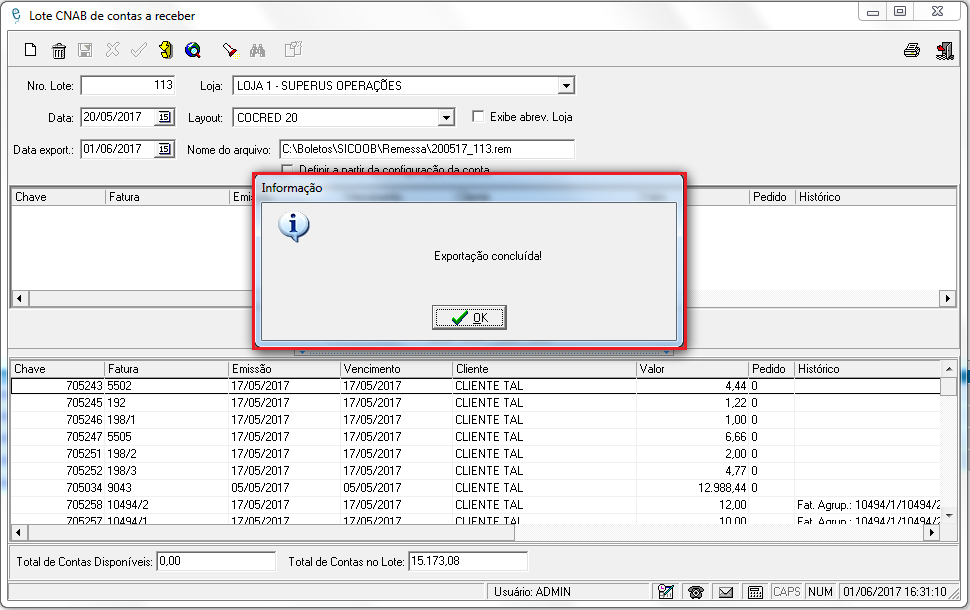 Lote CNAB de contas a receber
Nro. Lote: 113 Loja: LOJA 1 - SUPERUS OPERAÇÕES
Data: 20/05/2017 15 Layout: COCRED 20 Exibe abrev. Loja
Data export.: 01/06/2017 15 Nome do arquivo: C:\Boletos\SICOOB\Remessa\200517_113.rem
Definir a partir da configuração da conta
Informação
Chave Fatura Pedido Histórico
Exportação concluída!
OK
Chave Fatura Emissão Vencimento Cliente Valor Pedido Histórico
705243 5502 17/05/2017 17/05/2017 CLIENTE TAL 4,44 0
705245 192 17/05/2017 17/05/2017 CLIENTE TAL 1,22 0
705246 198/1 17/05/2017 17/05/2017 CLIENTE TAL 1,00 0
705247 5505 17/05/2017 17/05/2017 CLIENTE TAL 6,66 0
705251 198/2 17/05/2017 17/05/2017 CLIENTE TAL 2,00 0
705252 198/3 17/05/2017 17/05/2017 CLIENTE TAL 4,77 0
705034 9043 05/05/2017 05/05/2017 CLIENTE TAL 12.988,44 0
705258 10494/2 17/05/2017 17/05/2017 CLIENTE TAL 12,00 Fat. Agrup.: 10494/1/10494/2
705257 10494/1 17/05/2017 17/05/2017 CLIENTE TAL 10,00 Fat. Agrup.: 10494/1/10494/2
Total de Contas Disponíveis: 0,00 Total de Contas no Lote: 15.173,08
Usuário: ADMIN CAPS NUM 01/06/2017 16:31:10